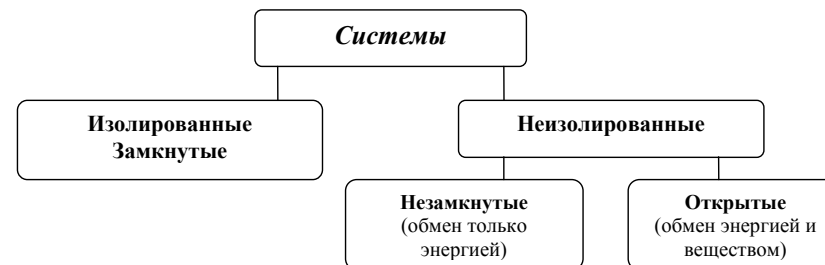 Системы
Изолированные
Замкнутые
Неизолированные
Незамкнутые
(обмен только
энергией)
Открытые
(обмен энергией и
веществом)